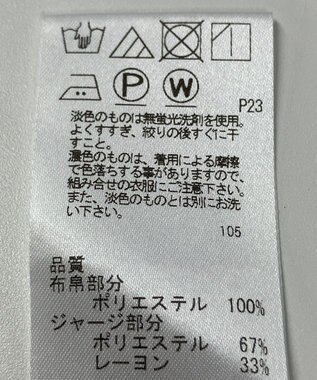 P W
P23
淡色のものは無蛍光洗剤を使用。
よくすすぎ、絞りの後すぐに干
すこと。
濃色のものは、着用による摩擦
で色落ちする事がありますので、
組み合せの衣服にご注意下さい。
また、淡色のものとは別にお洗
い下さい。
105
品質
布帛部分
ポリエステル 100%
ジャージ部分
ポリエステル 67%
レーヨン 33%